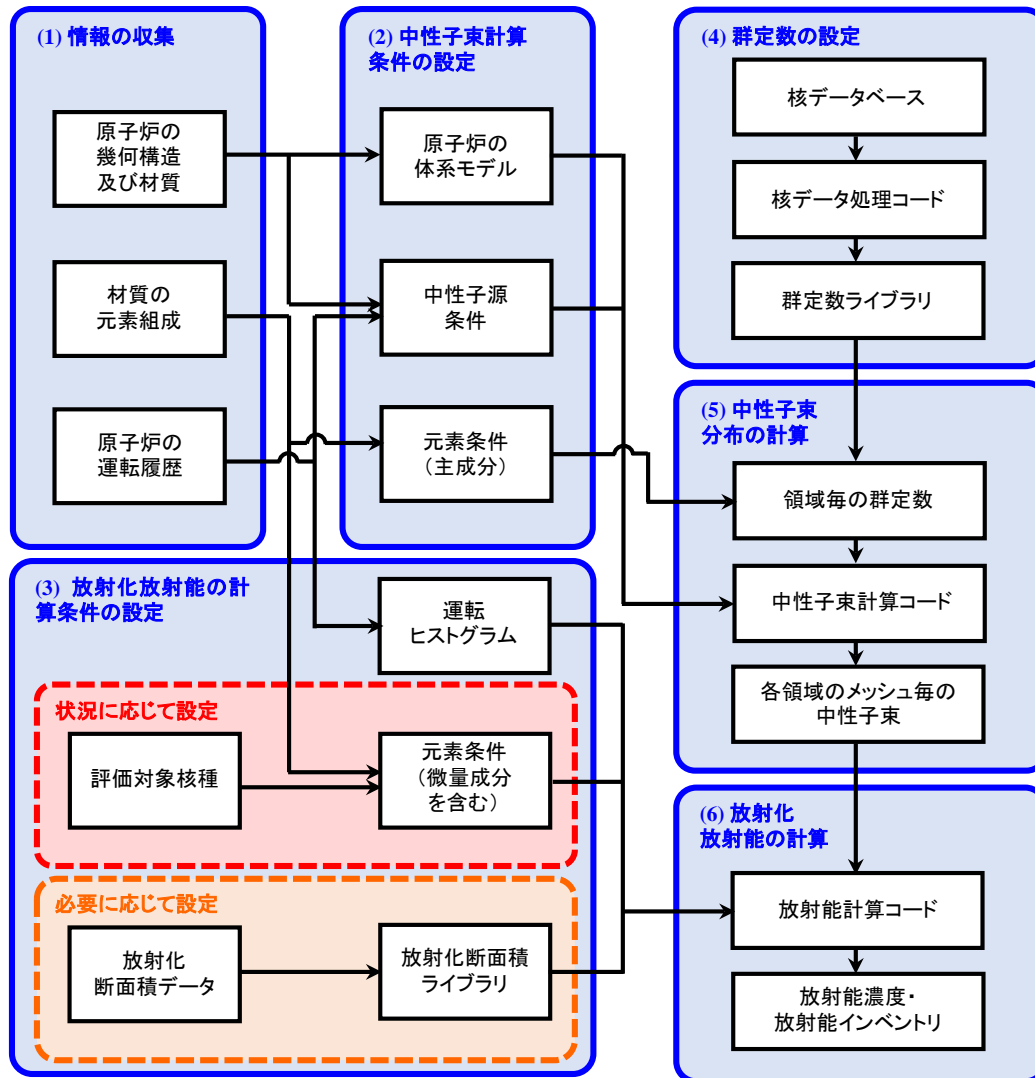 (1) 情報の収集
原子炉の
幾何構造
及び材質
材質の
元素組成
原子炉の
運転履歴
(2) 中性子束計算
条件の設定
原子炉の
体系モデル
中性子源
条件
元素条件
(主成分)
(3) 放射化放射能の計
算条件の設定
運転
ヒストグラム
状況に応じて設定
評価対象核種
元素条件
(微量成分
を含む)
必要に応じて設定
放射化
断面積データ
放射化断面積
ライブラリ
(4) 群定数の設定
核データベース
核データ処理コード
群定数ライブラリ
(5) 中性子束
分布の計算
領域毎の群定数
中性子束計算コード
各領域のメッシュ毎の
中性子束
(6) 放射化
放射能の計算
放射能計算コード
放射能濃度・
放射能インベントリ